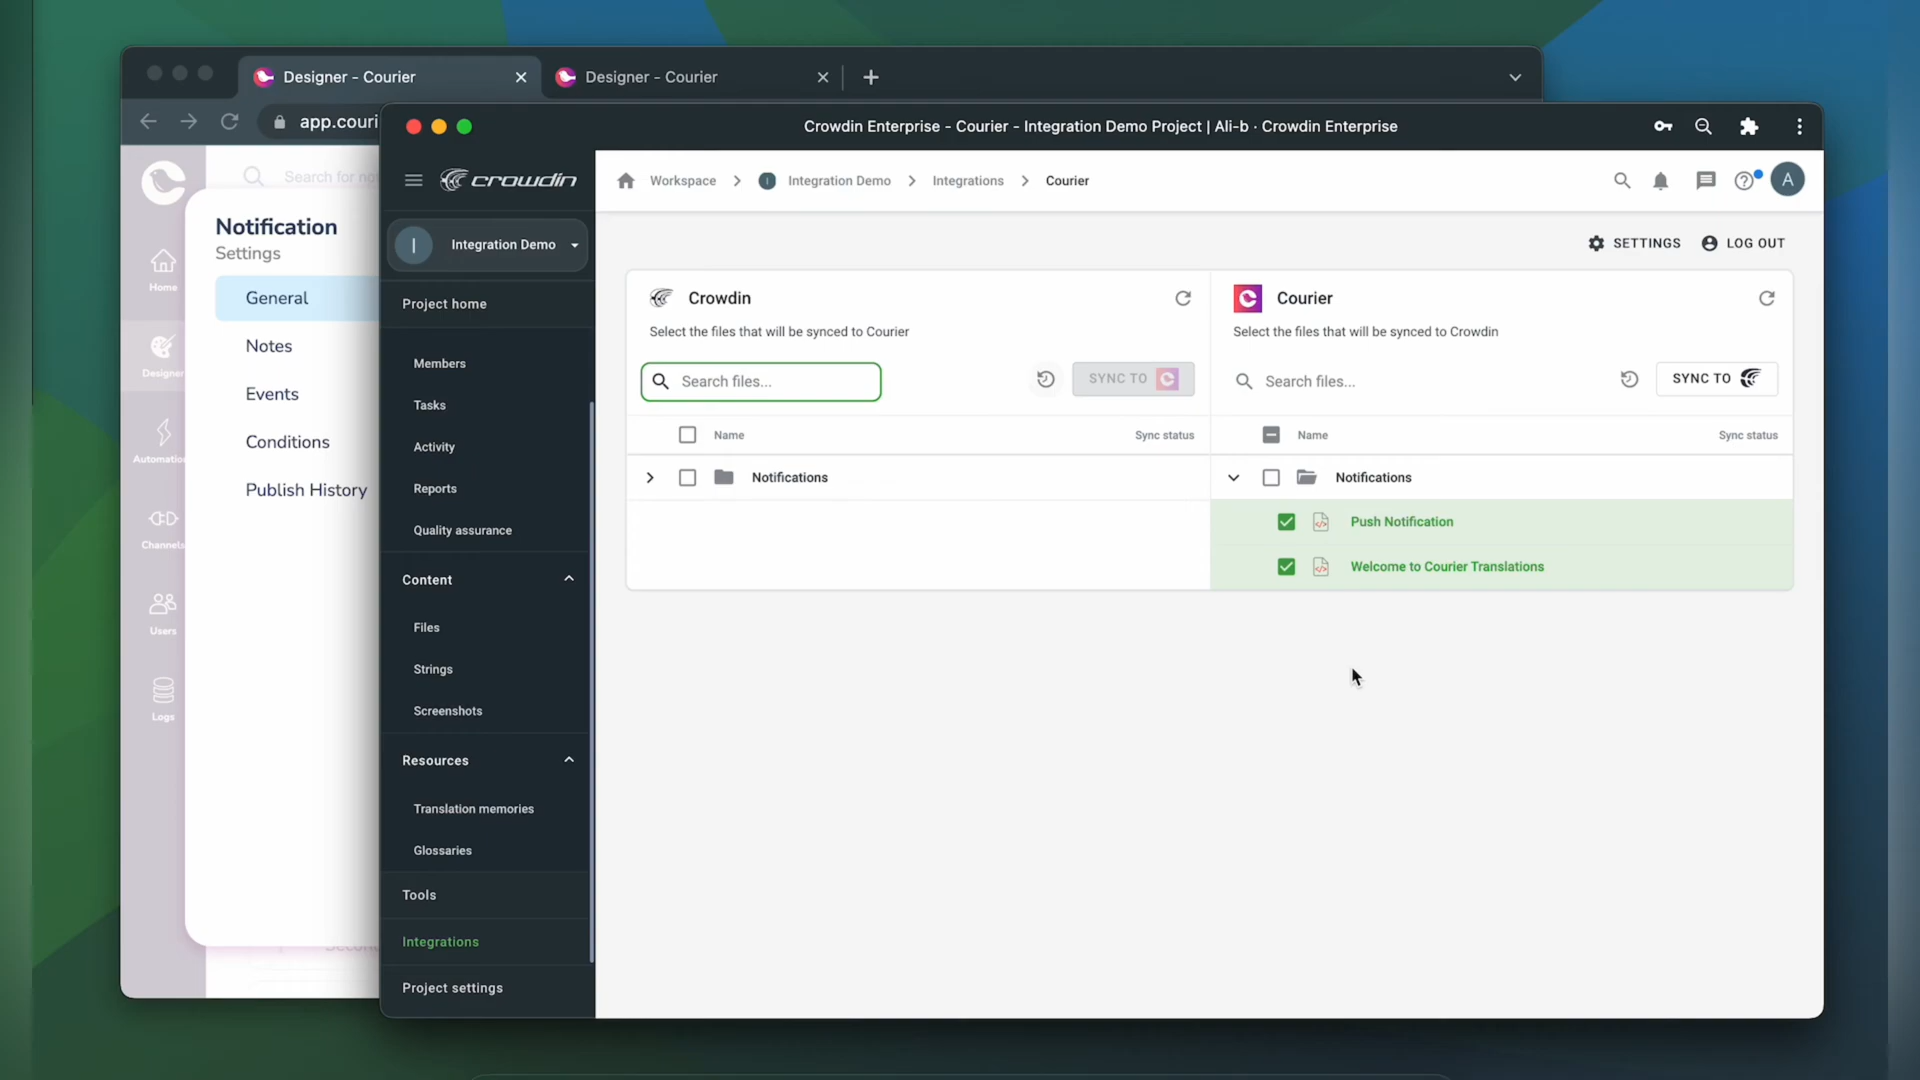 Designer - Courier
Designer - Courier
app.couri
Search for no
Home
Designer
Automatio
Channels
Users
Logs
Notification
Settings
General
Notes
Events
Conditions
Publish History
Crowdin Enterprise - Courier - Integration Demo Project | Ali-b · Crowdin Enterprise
crowdin
I
Integration Demo
Project home
Members
Tasks
Activity
Reports
Quality assurance
Content
Files
Strings
Screenshots
Resources
Translation memories
Glossaries
Tools
Integrations
Project settings
Workspace
I
Integration Demo
Integrations
Courier
A
SETTINGS
LOG OUT
Crowdin
Select the files that will be synced to Courier
Search files...
SYNC TO
Name
Sync status
Notifications
Courier
Select the files that will be synced to Crowdin
Search files...
SYNC TO
Name
Sync status
Notifications
Push Notification
Welcome to Courier Translations